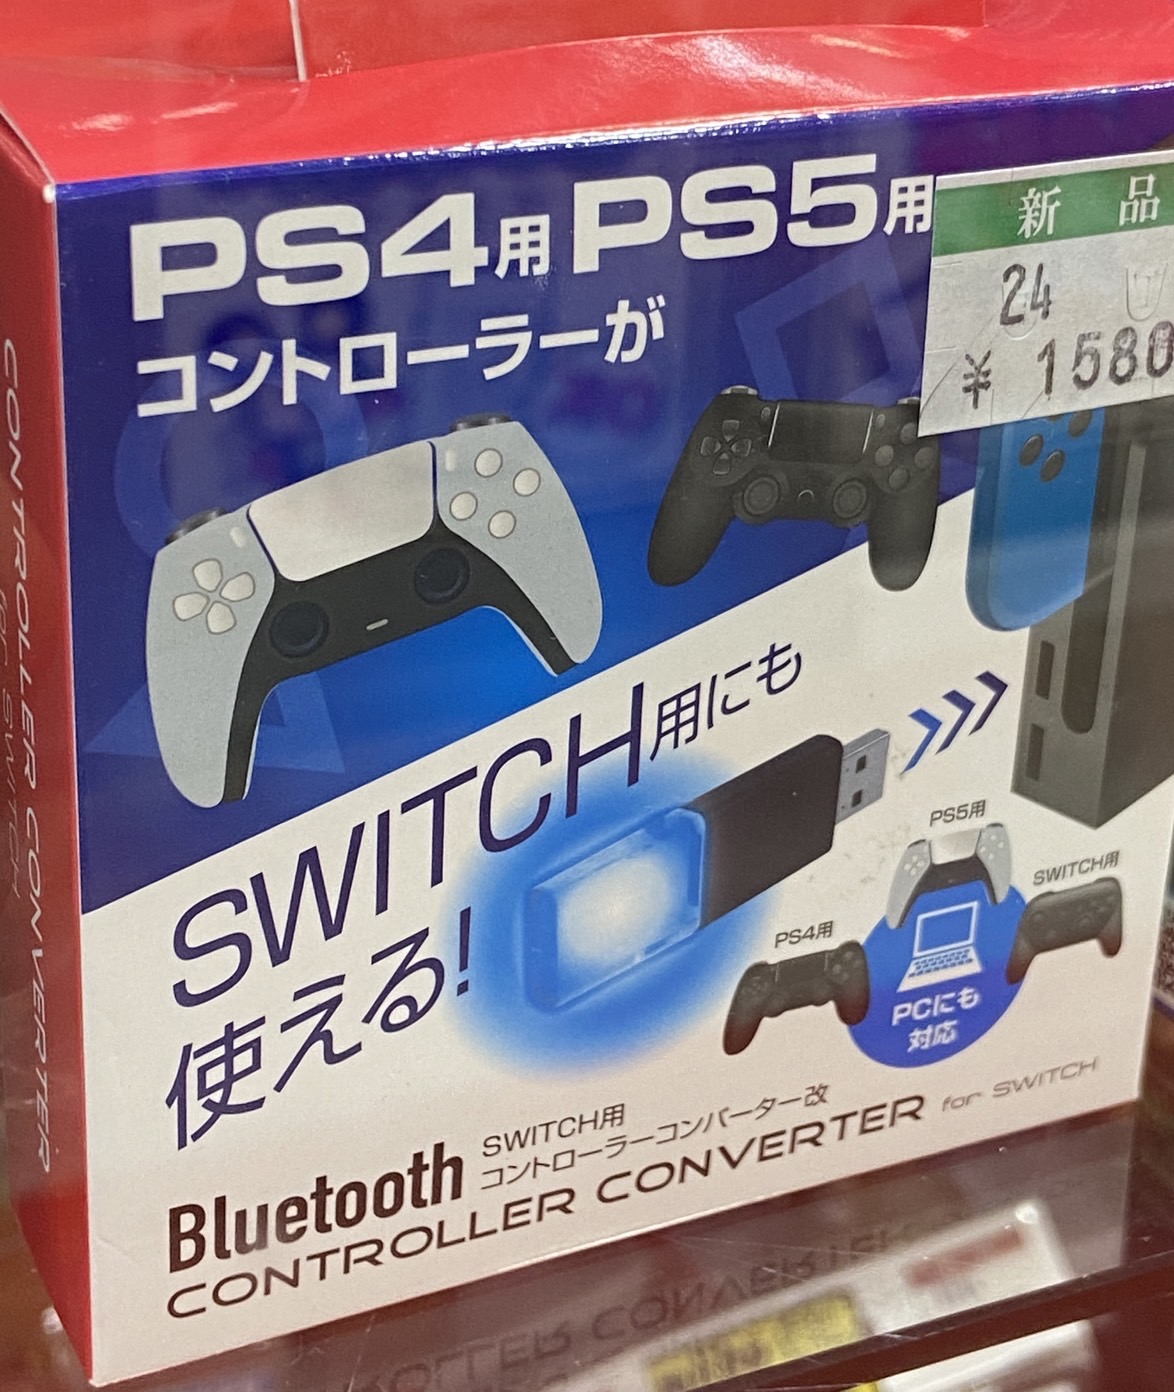 PS4用PS5用
コントローラーが
新品
24
¥ 1580
SWITCH用にも
使える!
PS5用
SWITCH用
PS4用
PCにも
対応
Bluetooth
SWITCH用
コントローラーコンバーター改
CONTROLLER CONVERTER for SWITCH
CONTROLLER CONVERTER
for SWITCH